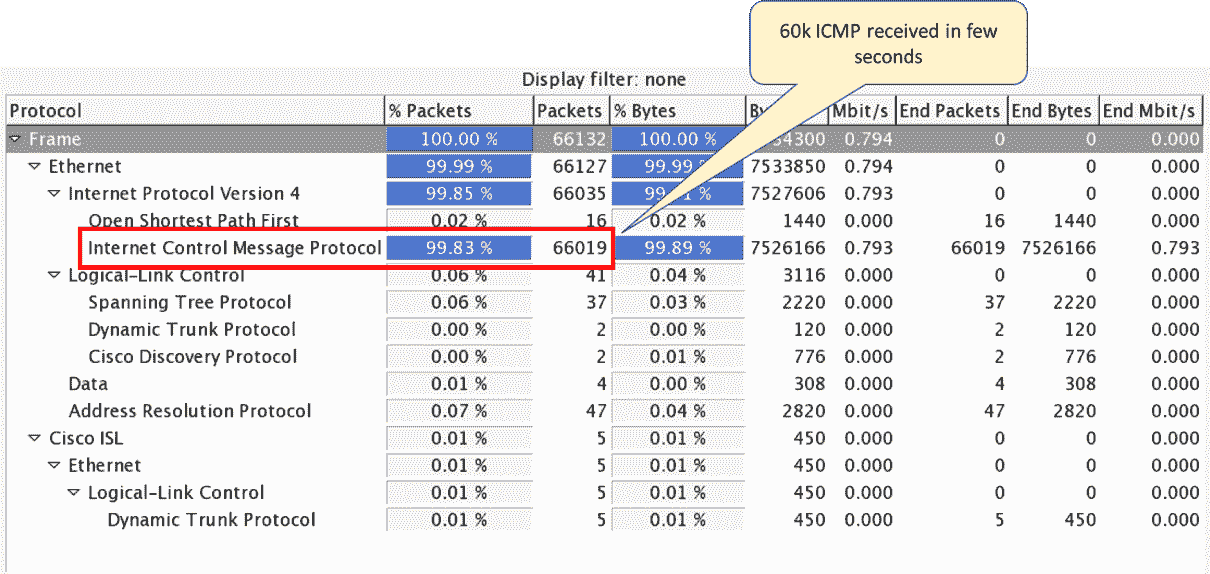 60k ICMP received in few
seconds
Display filter: none
Protocol % Packets Packets % Bytes Mbit/s End Packets End Bytes End Mbit/s
Frame 100.00 % 66132 100.00 % 0.794 0 0 0.000
Ethernet 99.99 % 66127 99.99 % 7533850 0.794 0 0 0.000
Internet Protocol Version 4 99.85 % 66035 7527606 0.793 0 0 0.000
Open Shortest Path First 0.02 % 16 0.02 % 1440 0.000 16 1440 0.000
Internet Control Message Protocol 99.83 % 66019 99.89 % 7526166 0.793 66019 7526166 0.793
Logical-Link Control 0.06 % 41 0.04 % 3116 0.000 0 0 0.000
Spanning Tree Protocol 0.06 % 37 0.03 % 2220 0.000 37 2220 0.000
Dynamic Trunk Protocol 0.00 % 2 0.00 % 120 0.000 2 120 0.000
Cisco Discovery Protocol 0.00 % 2 0.01 % 776 0.000 2 776 0.000
Data 0.01 % 4 0.00 % 308 0.000 4 308 0.000
Address Resolution Protocol 0.07 % 47 0.04 % 2820 0.000 47 2820 0.000
Cisco ISL 0.01 % 5 0.01 % 450 0.000 0 0 0.000
Ethernet 0.01 % 5 0.01 % 450 0.000 0 0 0.000
Logical-Link Control 0.01 % 5 0.01 % 450 0.000 0 0 0.000
Dynamic Trunk Protocol 0.01 % 5 0.01 % 450 0.000 5 450 0.000